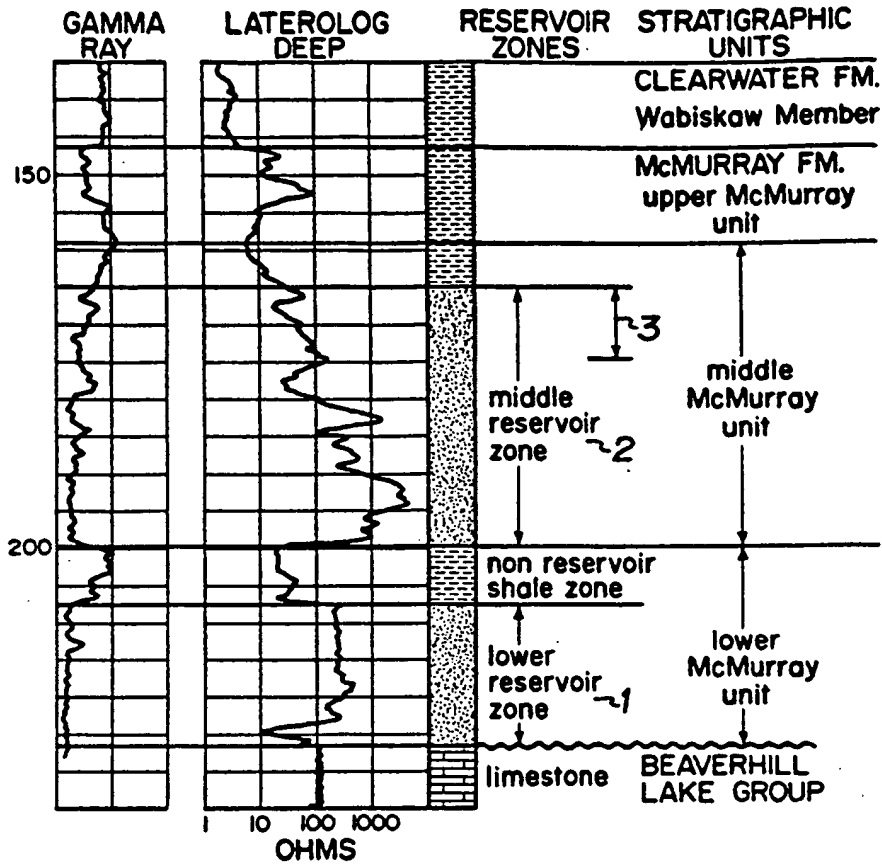 GAMMA
RAY
LATEROLOG
DEEP
RESERVOIR
ZONES
STRATIGRAPHIC
UNITS
CLEARWATER FM.
Wabiskaw Member
150
McMURRAY FM.
upper McMurray
unit
3
middle
reservoir
zone
2
middle
McMurray
unit
200
non reservoir
shale zone
lower
reservoir
zone
1
lower
McMurray
unit
limestone
BEAVERHILL
LAKE GROUP
1 10 100 1000
OHMS